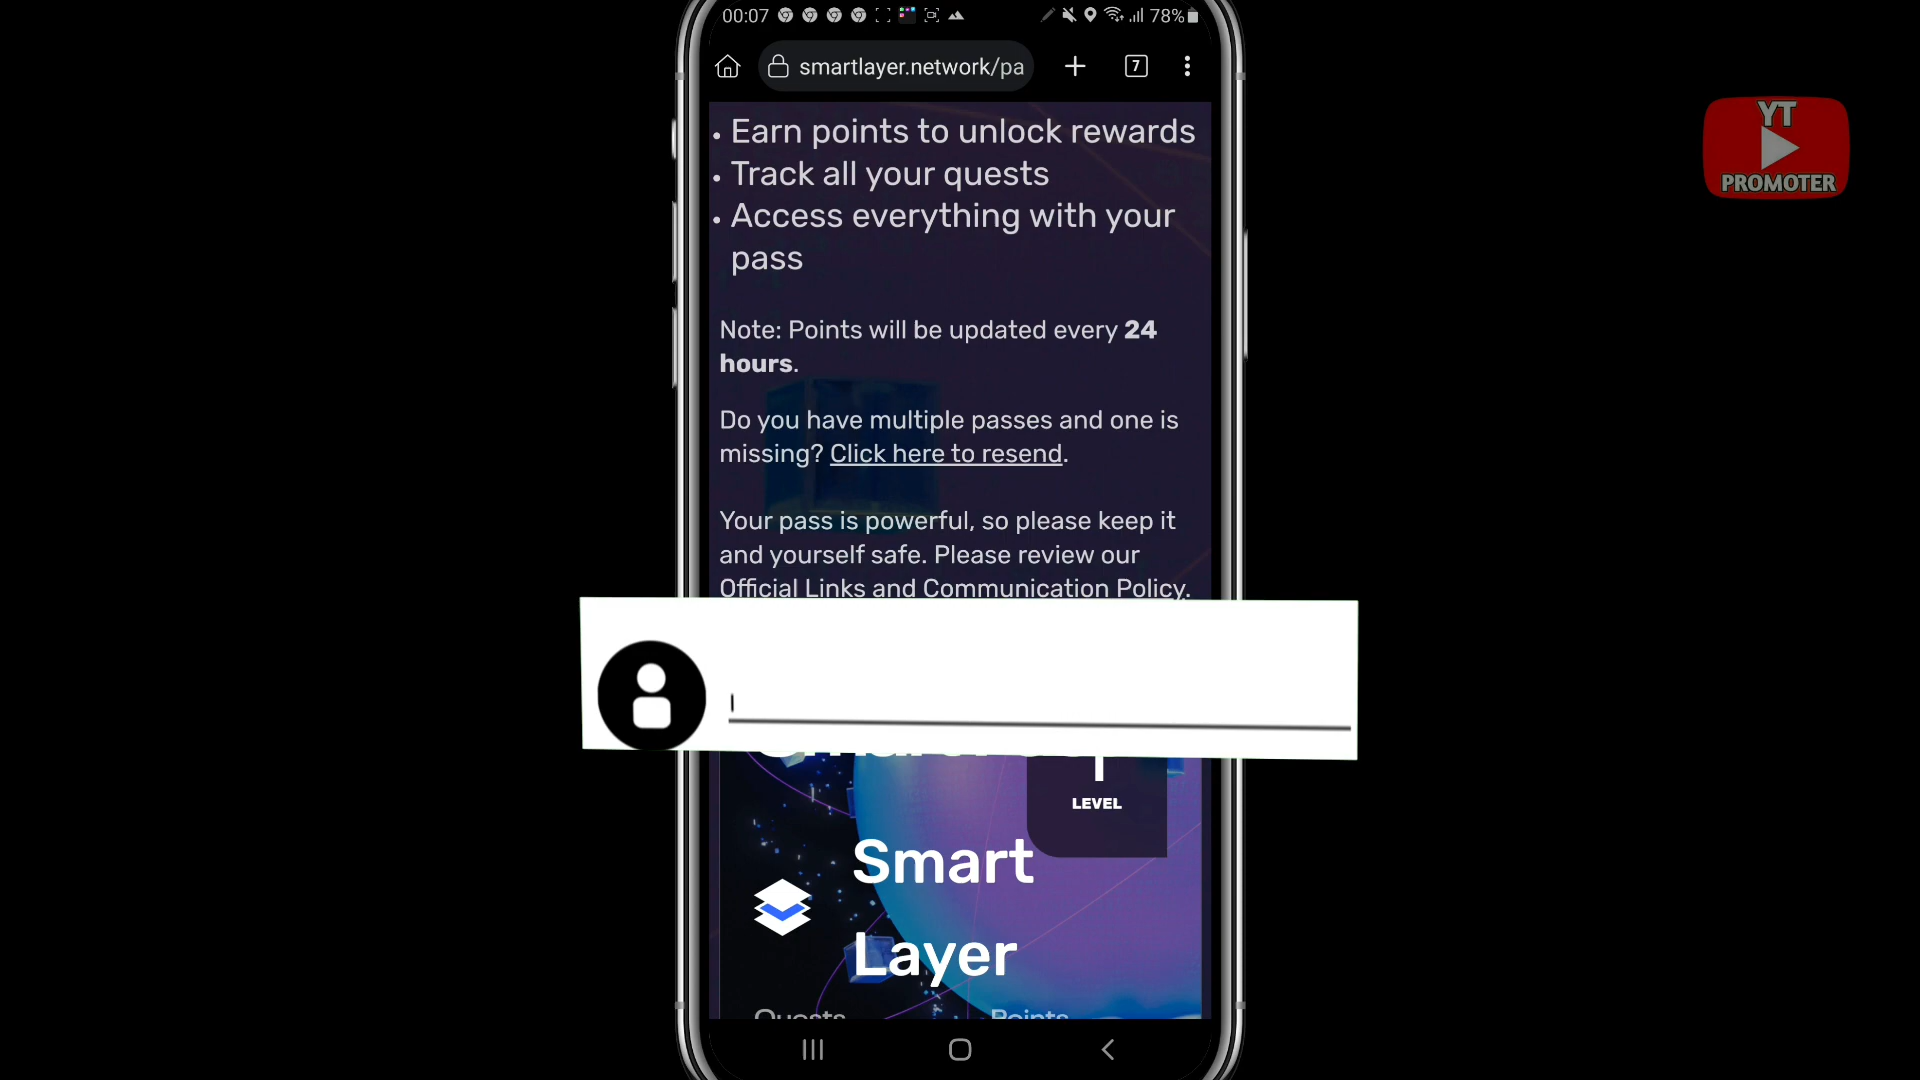 00:07
78%
smartlayer.network/pa
7
YT
PROMOTER
• Earn points to unlock rewards
• Track all your quests
• Access everything with your
pass
Note: Points will be updated every 24
hours.
Do you have multiple passes and one is
missing? Click here to resend.
Your pass is powerful, so please keep it
and yourself safe. Please review our
Official Links and Communication Policy.
LEVEL
Smart
Layer
Quests
Points